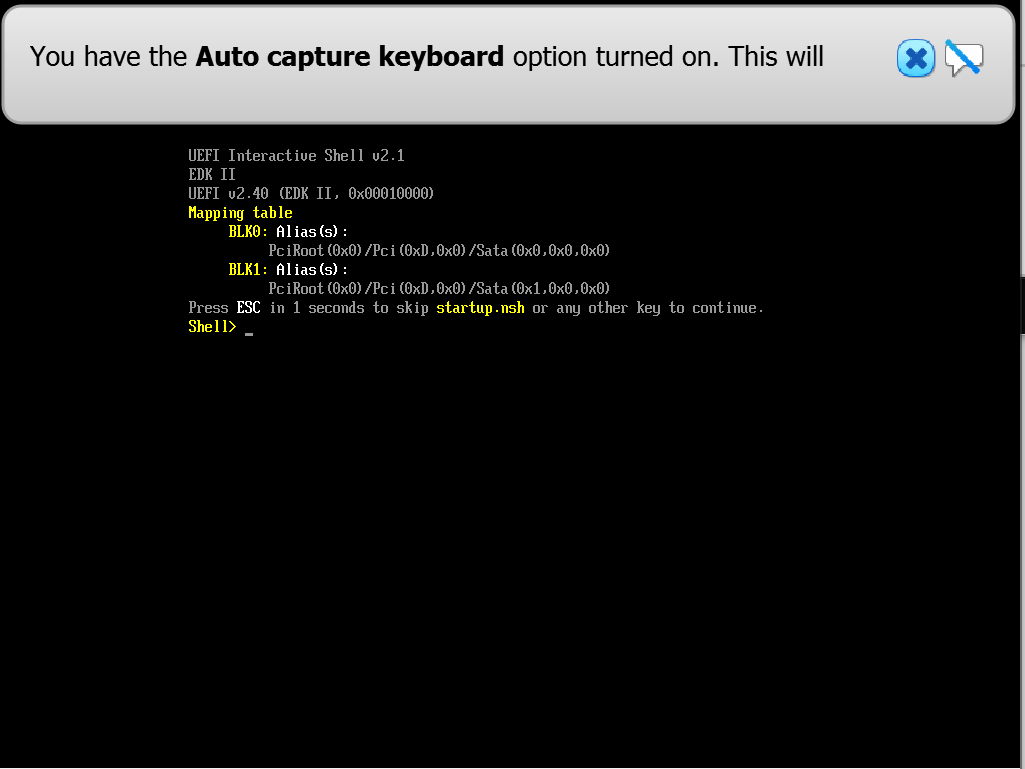 You have the Auto capture keyboard option turned on. This will
UEFI Interactive Shell v2.1
EDK II
UEFI v2.40 (EDK II, 0x00010000)
Mapping table
BLK0: Alias(s):
PciRoot(0x0)/Pci(0xD,0x0)/Sata(0x0,0x0,0x0)
BLK1: Alias(s):
PciRoot(0x0)/Pci(0xD,0x0)/Sata(0x1,0x0,0x0)
Press ESC in 1 seconds to skip startup.nsh or any other key to continue.
Shell> _